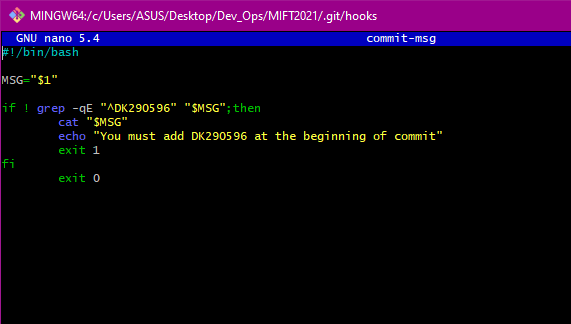 MINGW64:/c/Users/ASUS/Desktop/Dev_Ops/MIFT2021/.git/hooks
GNU nano 5.4 commit-msg
#!/bin/bash
MSG="$1"
if ! grep -qE "^DK290596" "$MSG";then
cat "$MSG"
echo "You must add DK290596 at the beginning of commit"
exit 1
fi
exit 0